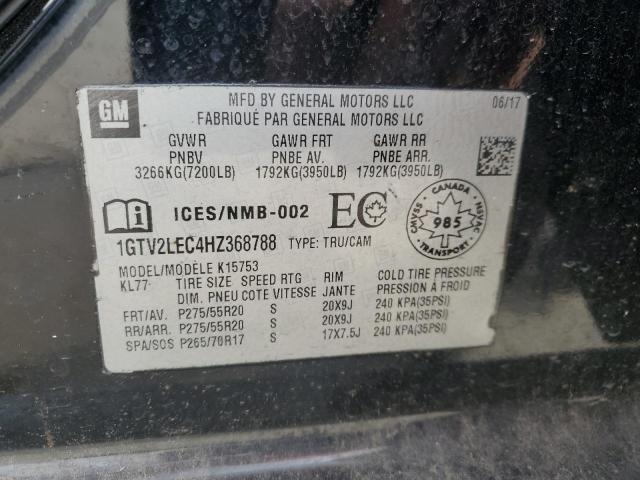 GM
MFD BY GENERAL MOTORS LLC 06/17
FABRIQUÉ PAR GENERAL MOTORS LLC
GVWR GAWR FRT GAWR RR
PNBV PNBE AV. PNBE ARR.
3266KG(7200LB) 1792KG(3950LB) 1792KG(3950LB)
i ICES/NMB-002 EC
CANADA CMVSS 985 NSVAC TRANSPORT
1GTV2LEC4HZ368788 TYPE: TRU/CAM
MODEL/MODÈLE K15753
KL77 TIRE SIZE SPEED RTG RIM COLD TIRE PRESSURE
DIM. PNEU COTE VITESSE JANTE PRESSION À FROID
FRT/AV. P275/55R20 S 20X9J 240 KPA(35PSI)
RR/ARR. P275/55R20 S 20X9J 240 KPA(35PSI)
SPA/SOS P265/70R17 S 17X7.5J 240 KPA(35PSI)